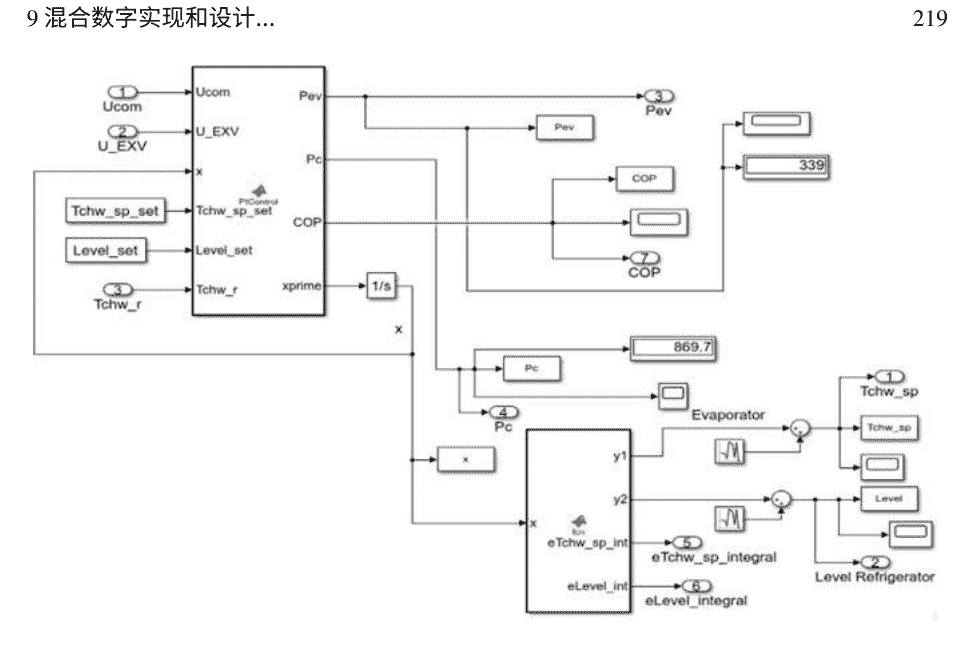 9 混合数字实现和设计...
219
Ucom
Pev
1
Ucom
3
Pev
Pev
2
U_EXV
U_EXV
339
Pc
x
COP
PIControl
Tchw_sp_set
Tchw_sp_set
COP
Level_set
Level_set
7
COP
3
Tchw_r
Tchw_r
xprime
1/s
x
869.7
Pc
4
Pc
1
Tchw_sp
Evaporator
Tchw_sp
y1
x
y2
Level
x
fcn
eTchw_sp_int
5
eTchw_sp_integral
2
Level Refrigerator
eLevel_int
6
eLevel_integral